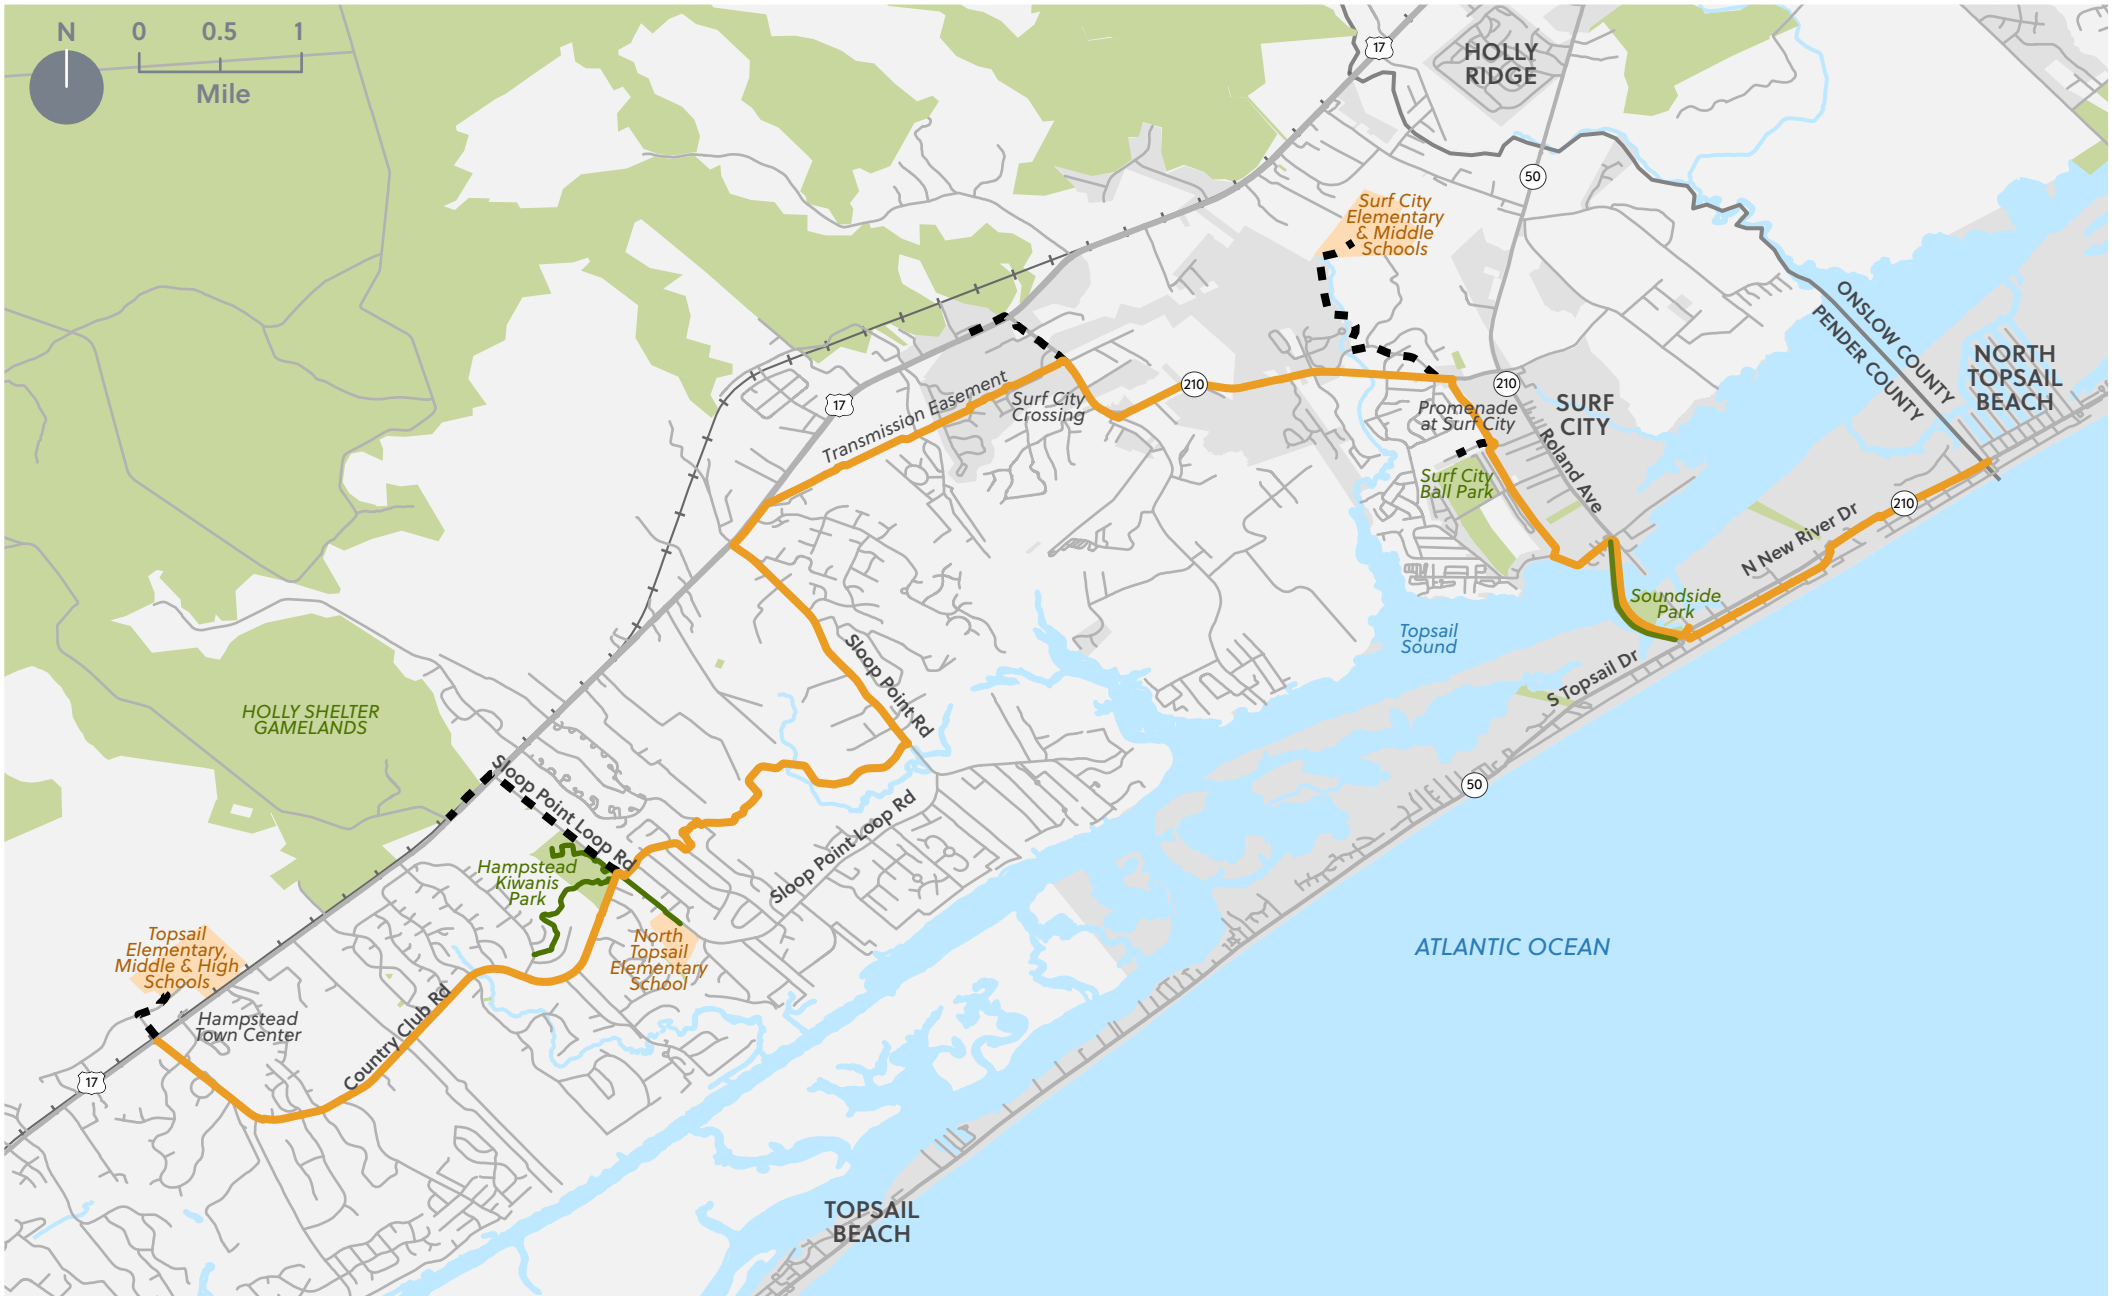 N
0 0.5 1
Mile
17
HOLLY
RIDGE
50
Surf City
Elementary
& Middle
Schools
ONSLOW COUNTY
PENDER COUNTY
NORTH
TOPSAIL
BEACH
17
Transmission Easement
Surf City
Crossing
210
210
Promenade
at Surf City
SURF
CITY
Roland Ave
Surf City
Ball Park
210
N New River Dr
Soundside
Park
Topsail
Sound
S Topsail Dr
50
Sloop Point Rd
HOLLY SHELTER
GAMELANDS
Sloop Point Loop Rd
Sloop Point Loop Rd
Hampstead
Kiwanis
Park
North
Topsail
Elementary
School
Topsail
Elementary,
Middle & High
Schools
Hampstead
Town Center
Country Club Rd
17
ATLANTIC OCEAN
TOPSAIL
BEACH